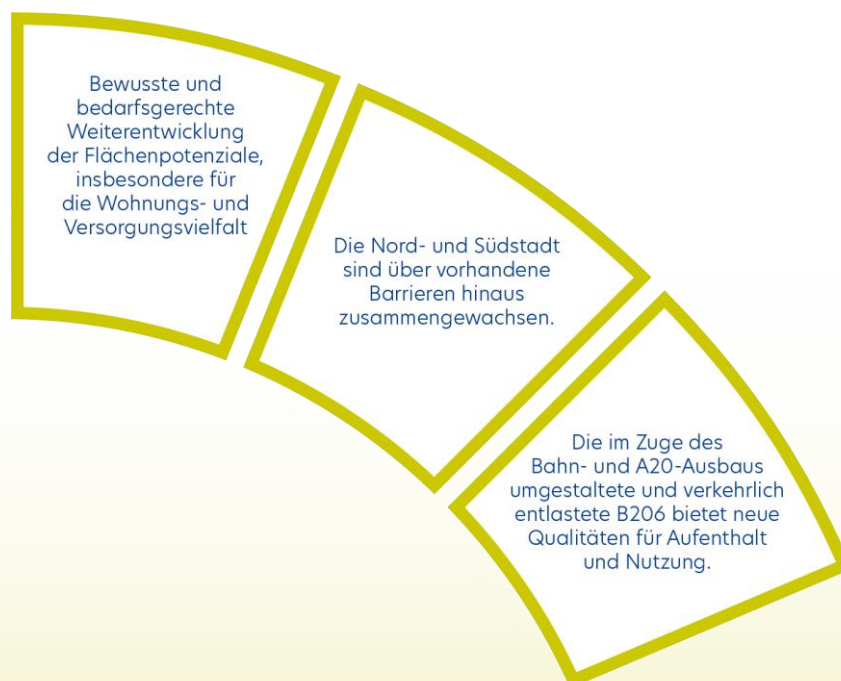 Bewusste und
bedarfsgerechte
Weiterentwicklung
der Flächenpotenziale,
insbesondere für
die Wohnungs- und
Versorgungsvielfalt
Die Nord- und Südstadt
sind über vorhandene
Barrieren hinaus
zusammengewachsen.
Die im Zuge des
Bahn- und A20-Ausbaus
umgestaltete und verkehrlich
entlastete B206 bietet neue
Qualitäten für Aufenthalt
und Nutzung.